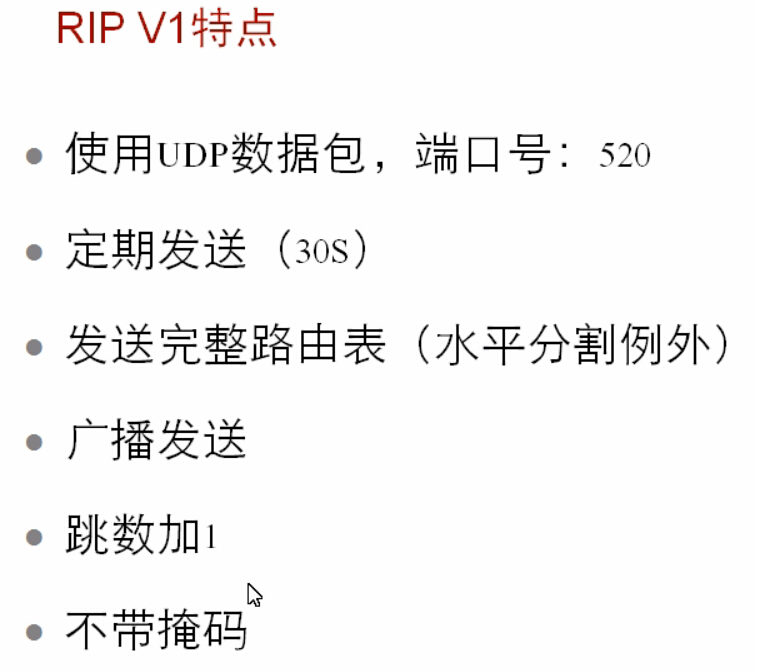 RIP V1特点
使用UDP数据包，端口号：520
定期发送（30S）
发送完整路由表（水平分割例外）
广播发送
跳数加1
不带掩码